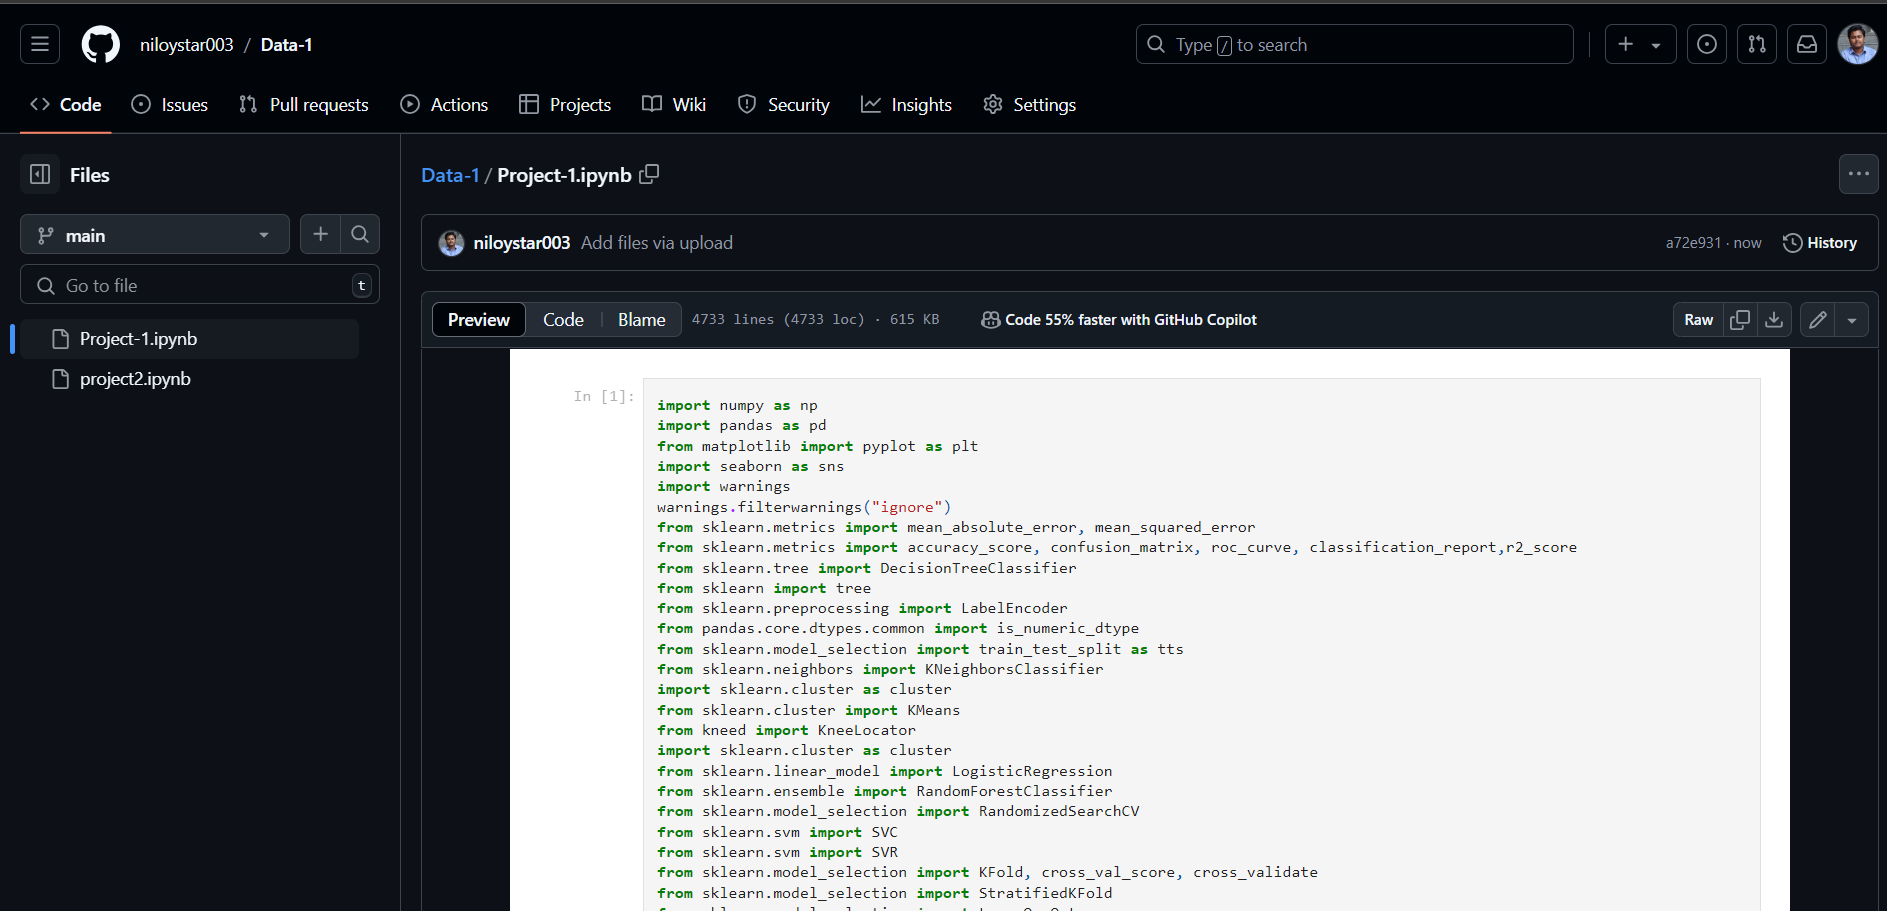 niloystar003 / Data-1
Type / to search
Code
Issues
Pull requests
Actions
Projects
Wiki
Security
Insights
Settings
Files
main
Go to file
t
Project-1.ipynb
project2.ipynb
Data-1 / Project-1.ipynb
niloystar003 Add files via upload
a72e931 · now
History
Preview
Code
Blame
4733 lines (4733 loc) · 615 KB
Code 55% faster with GitHub Copilot
Raw
In [1]:
import numpy as np
import pandas as pd
from matplotlib import pyplot as plt
import seaborn as sns
import warnings
warnings.filterwarnings("ignore")
from sklearn.metrics import mean_absolute_error, mean_squared_error
from sklearn.metrics import accuracy_score, confusion_matrix, roc_curve, classification_report,r2_score
from sklearn.tree import DecisionTreeClassifier
from sklearn import tree
from sklearn.preprocessing import LabelEncoder
from pandas.core.dtypes.common import is_numeric_dtype
from sklearn.model_selection import train_test_split as tts
from sklearn.neighbors import KNeighborsClassifier
import sklearn.cluster as cluster
from sklearn.cluster import KMeans
from kneed import KneeLocator
import sklearn.cluster as cluster
from sklearn.linear_model import LogisticRegression
from sklearn.ensemble import RandomForestClassifier
from sklearn.model_selection import RandomizedSearchCV
from sklearn.svm import SVC
from sklearn.svm import SVR
from sklearn.model_selection import KFold, cross_val_score, cross_validate
from sklearn.model_selection import StratifiedKFold